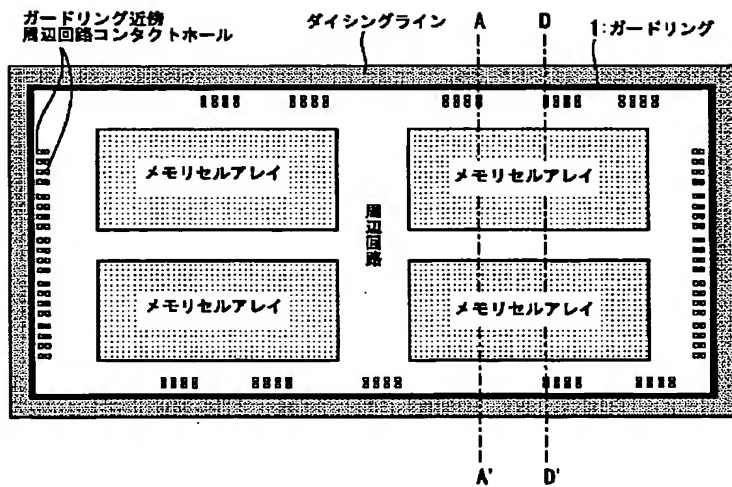 ガードリング近傍
周辺回路コンタクトホール
ダイシングライン
A
D
1:ガードリング
メモリセルアレイ
メモリセルアレイ
周辺回路
メモリセルアレイ
メモリセルアレイ
A'
D'